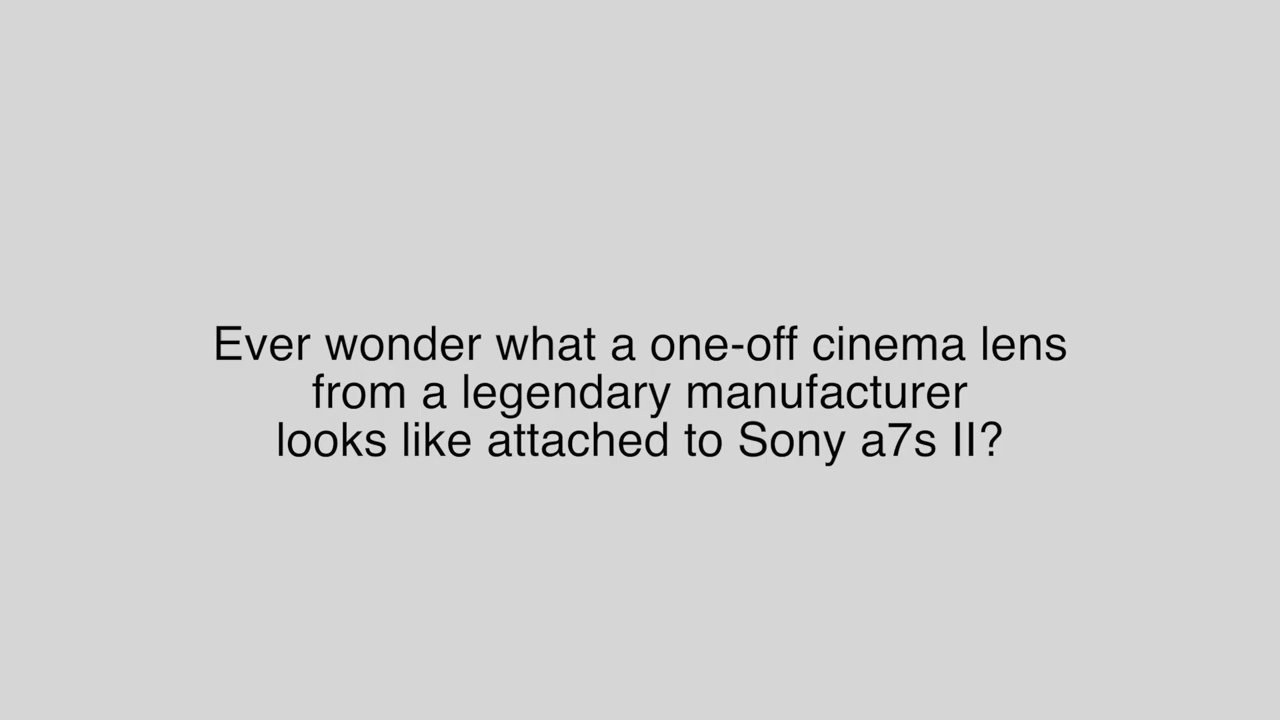 Ever wonder what a one-off cinema lens
from a legendary manufacturer
looks like attached to Sony a7s II?